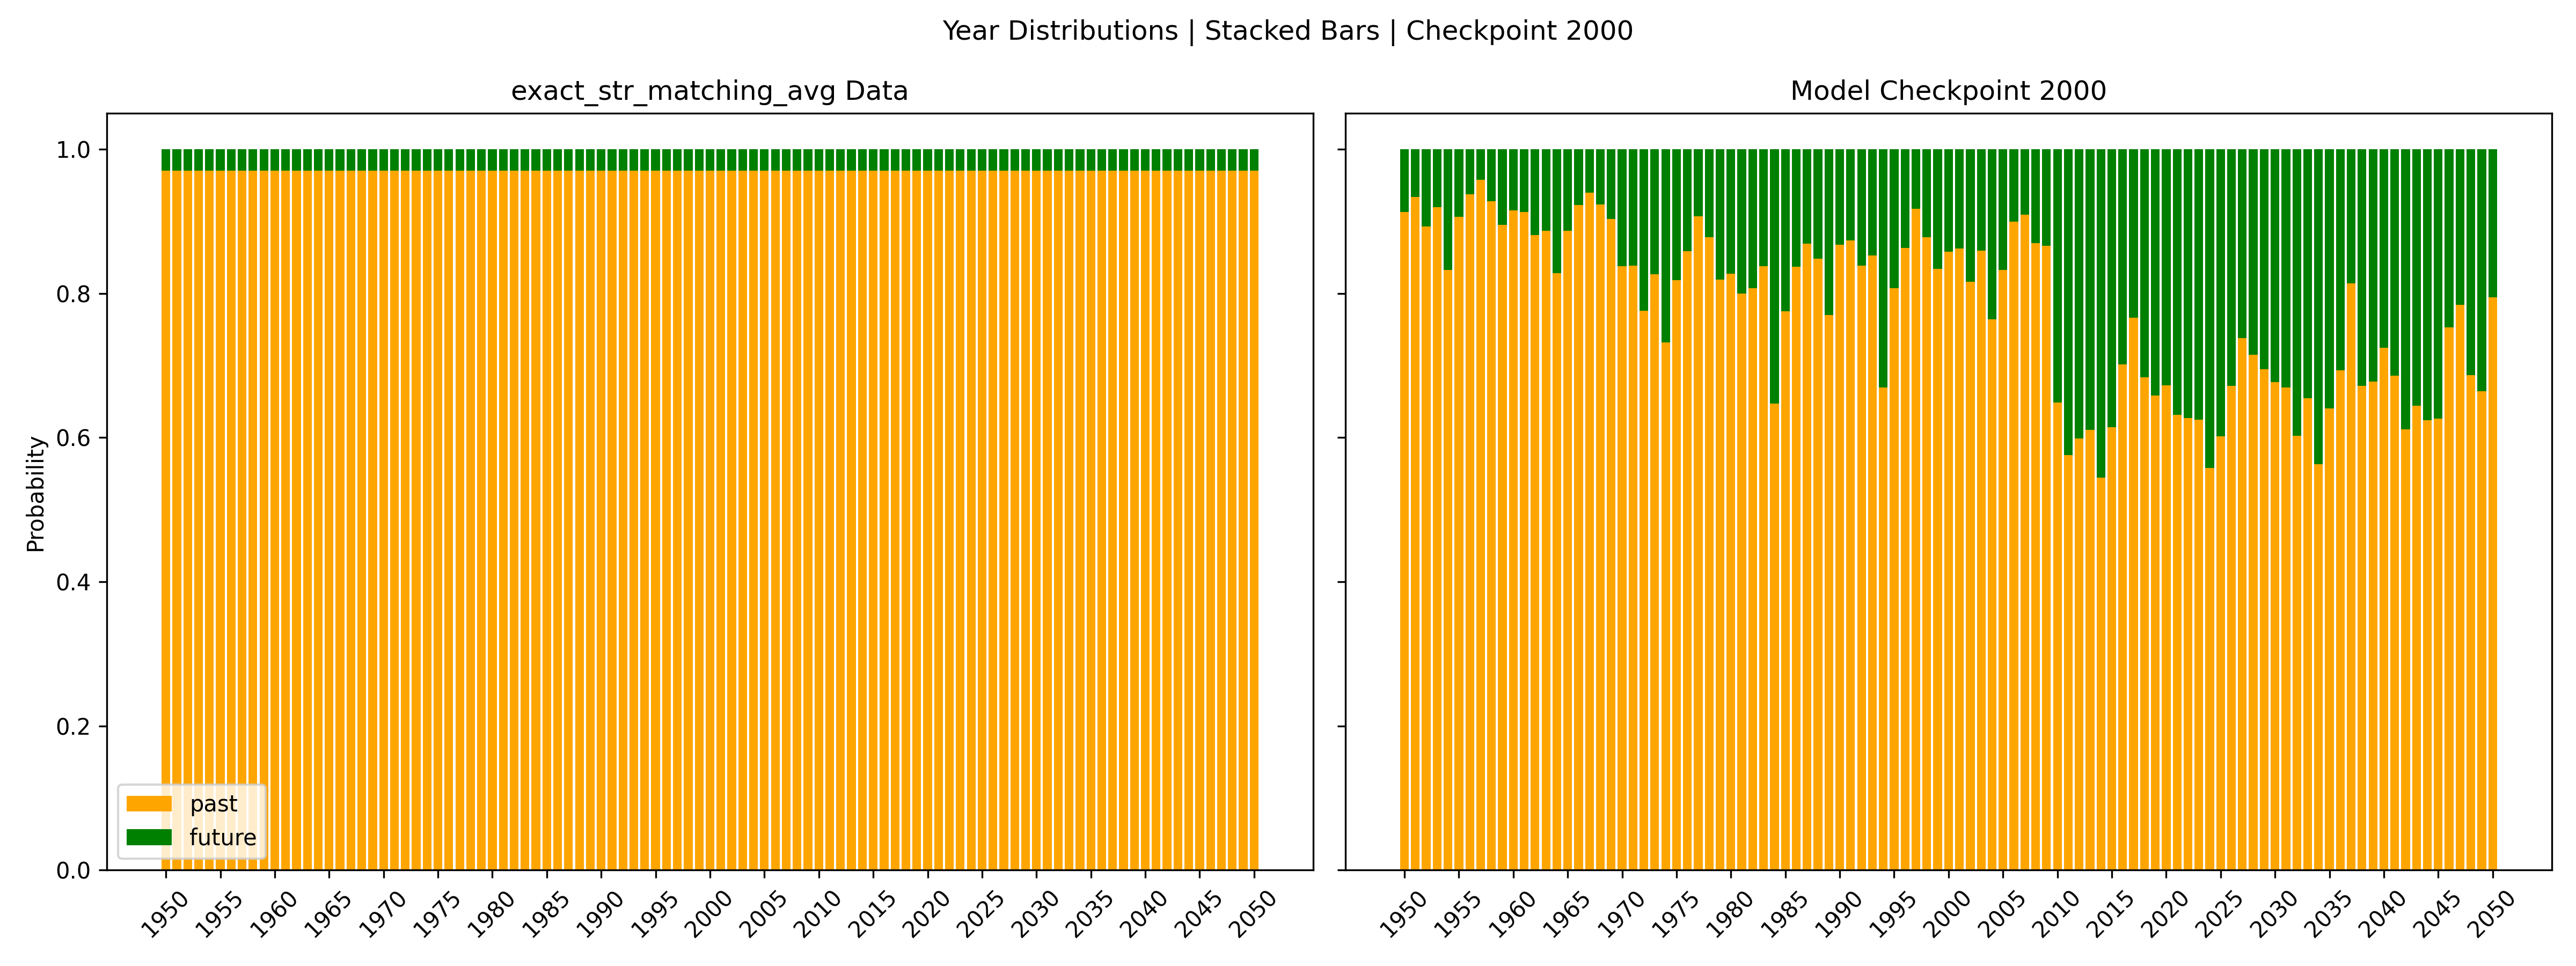 Year Distributions | Stacked Bars | Checkpoint 2000
exact_str_matching_avg Data
Probability
1.0
0.8
0.6
0.4
0.2
0.0
past
future
1950 1955 1960 1965 1970 1975 1980 1985 1990 1995 2000 2005 2010 2015 2020 2025 2030 2035 2040 2045 2050
Model Checkpoint 2000
1950 1955 1960 1965 1970 1975 1980 1985 1990 1995 2000 2005 2010 2015 2020 2025 2030 2035 2040 2045 2050